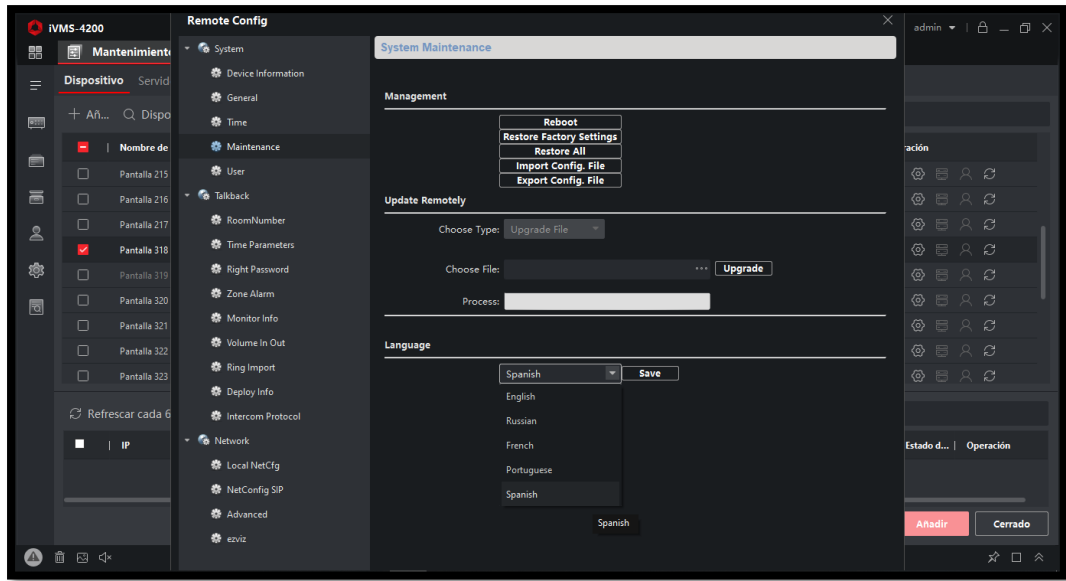 iVMS-4200
Remote Config
admin
Mantenimiento
Dispositivo Servid
Añ... Dispo
Nombre de
ración
Pantalla 215
Pantalla 216
Pantalla 217
Pantalla 318
Pantalla 319
Pantalla 320
Pantalla 321
Pantalla 322
Pantalla 323
Refrescar cada 6
IP
Estado d... Operación
Añadir
Cerrado
System
Device Information
General
Time
Maintenance
User
Talkback
RoomNumber
Time Parameters
Right Password
Zone Alarm
Monitor Info
Volume In Out
Ring Import
Deploy Info
Intercom Protocol
Network
Local NetCfg
NetConfig SIP
Advanced
ezviz
System Maintenance
Management
Reboot
Restore Factory Settings
Restore All
Import Config. File
Export Config. File
Update Remotely
Choose Type: Upgrade File
Choose File: ... Upgrade
Process:
Language
Spanish Save
English
Russian
French
Portuguese
Spanish
Spanish